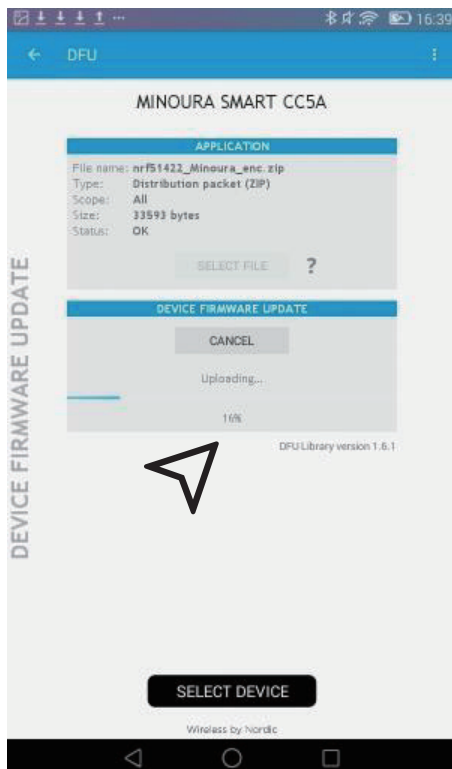 16:39
DFU
MINOURA SMART CC5A
APPLICATION
File name: nrf51422_Minoura_enc.zip
Type: Distribution packet (ZIP)
Scope: All
Size: 33593 bytes
Status: OK
SELECT FILE ?
DEVICE FIRMWARE UPDATE
CANCEL
Uploading...
16%
DFU Library version 1.6.1
DEVICE FIRMWARE UPDATE
SELECT DEVICE
Wireless by Nordic